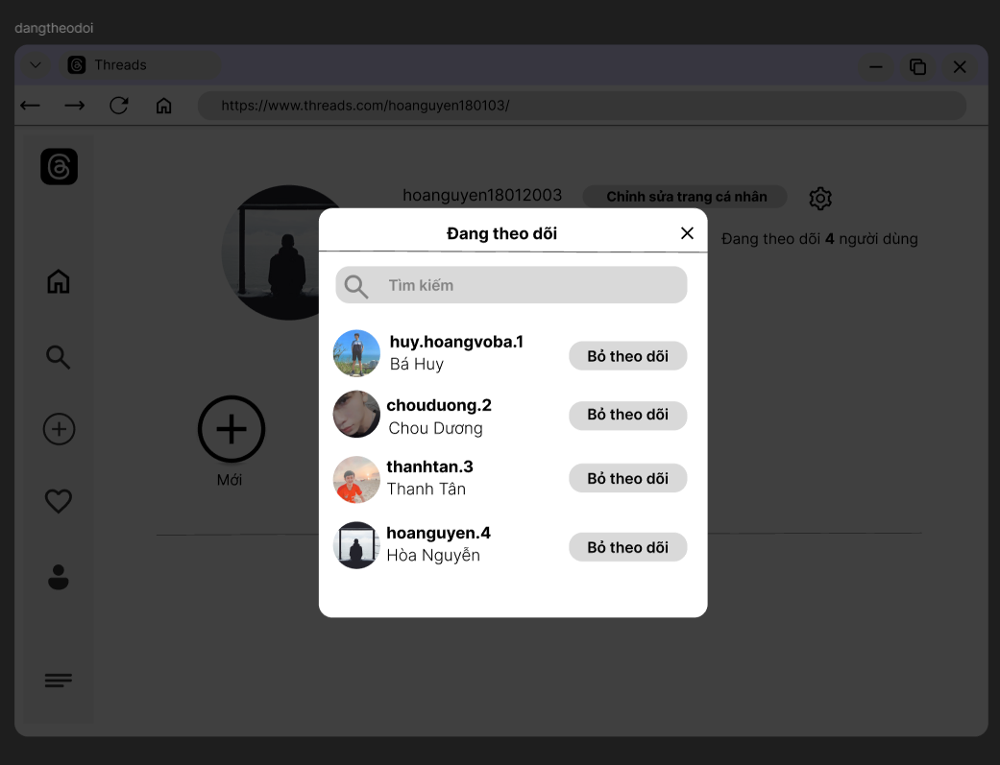 dangtheodoi
Threads
https://www.threads.com/hoanguyen180103/
hoanguyen18012003
Chỉnh sửa trang cá nhân
Đang theo dõi 4 người dùng
Mới
Đang theo dõi
Tìm kiếm
huy.hoangvoba.1
Bá Huy
Bỏ theo dõi
chouduong.2
Chou Dương
Bỏ theo dõi
thanhtan.3
Thanh Tân
Bỏ theo dõi
hoanguyen.4
Hòa Nguyễn
Bỏ theo dõi